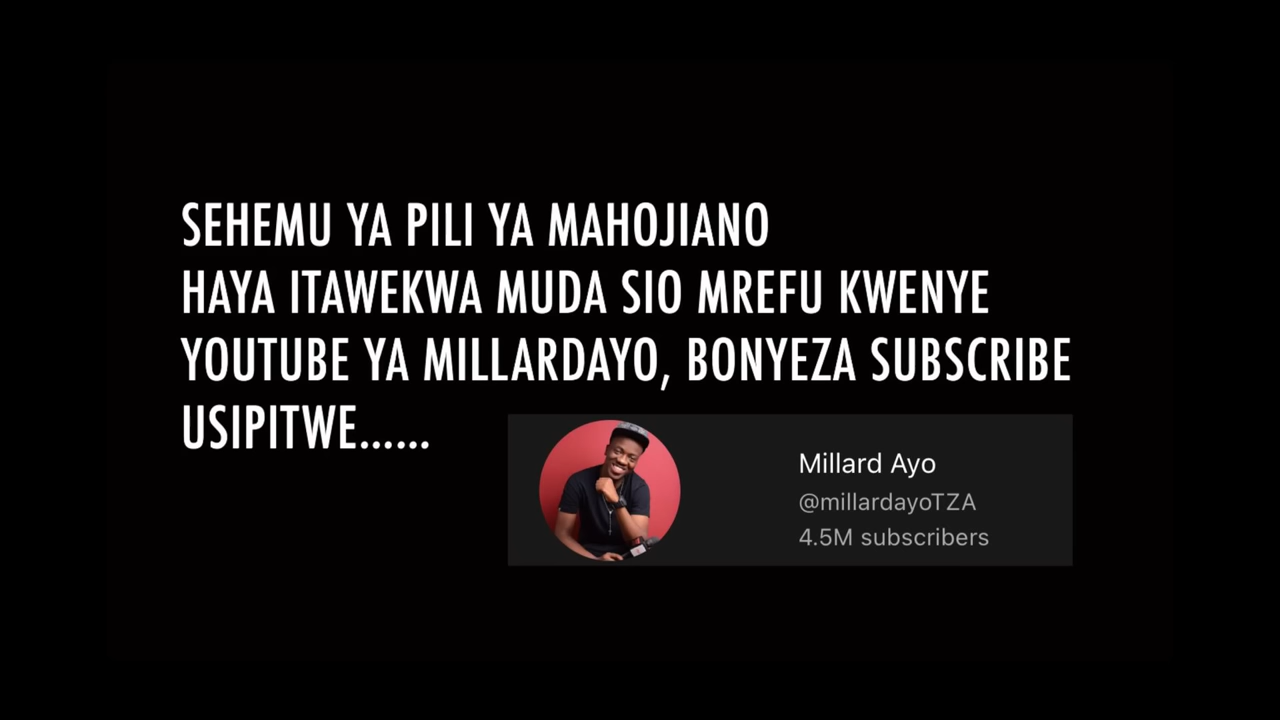 SEHEMU YA PILI YA MAHOJIANO
HAYA ITAWEKWA MUDA SIO MREFU KWENYE
YOUTUBE YA MILLARDAYO, BONYEZA SUBSCRIBE
USIPITWE......
Millard Ayo
@millardayoTZA
4.5M subscribers